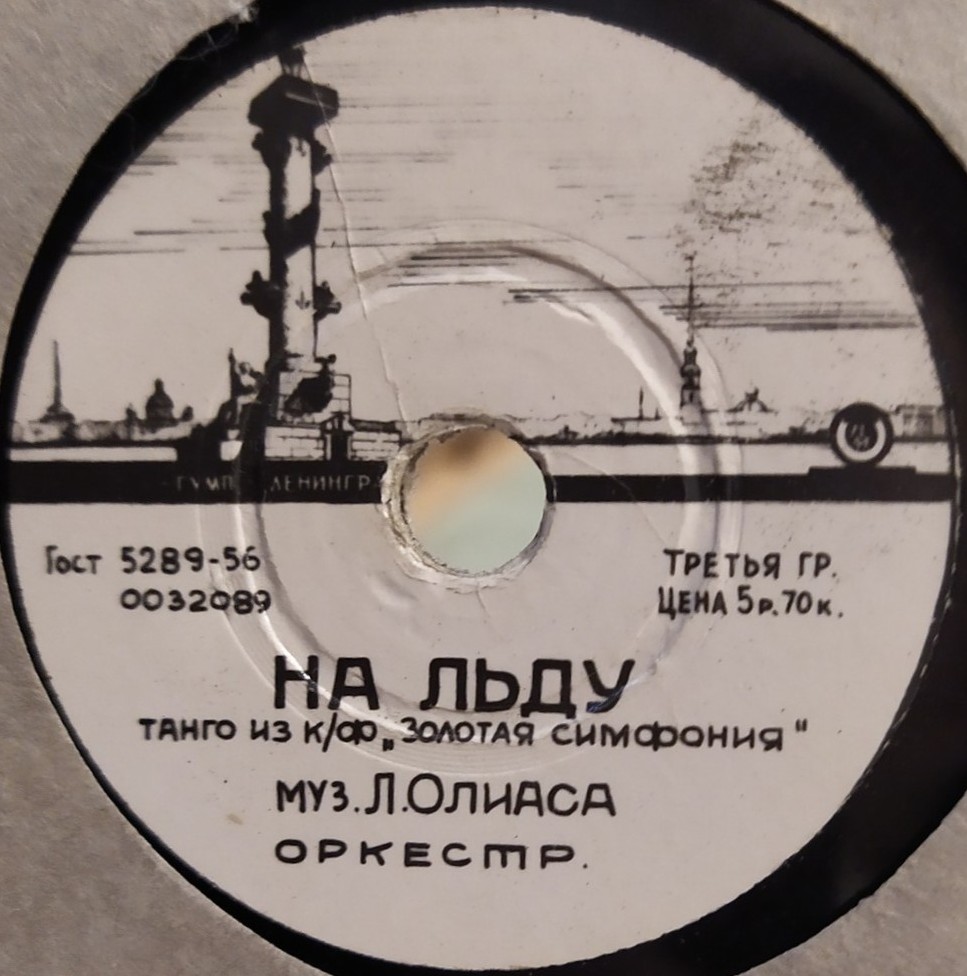 ГУМП ЛЕНИНГР
Гост 5289-56
0032089
ТРЕТЬЯ ГР.
ЦЕНА 5р.70к.
НА ЛЬДУ
ТАНГО ИЗ К/Ф „ЗОЛОТАЯ СИМФОНИЯ"
МУЗ. Л.ОЛИАСА
ОРКЕСТР.